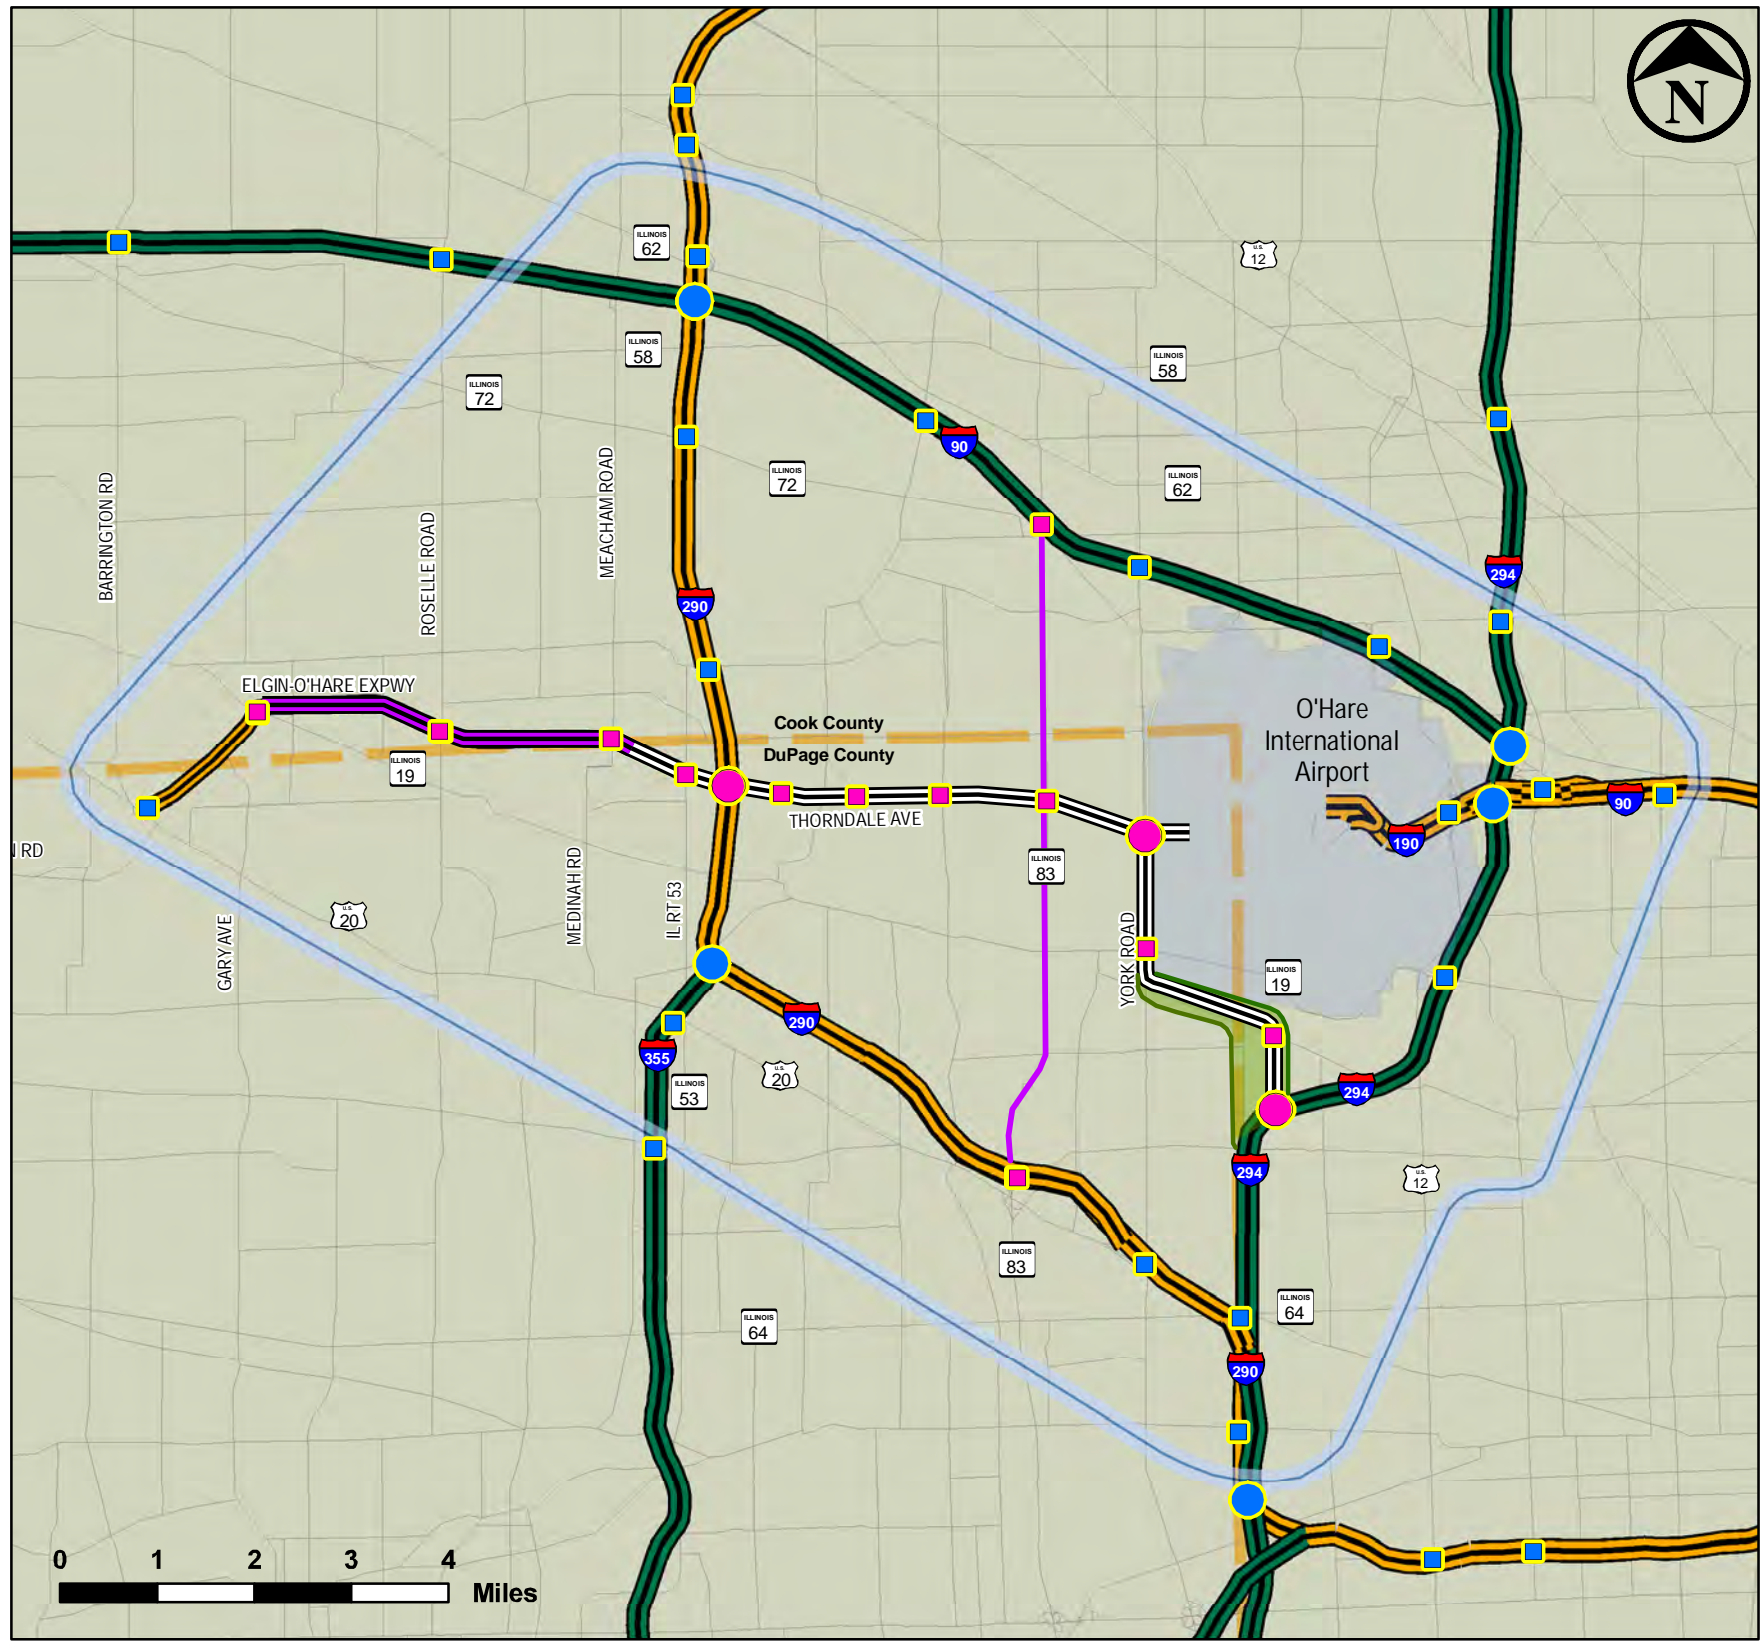 N
ILLINOIS
62
U.S.
12
ILLINOIS
58
ILLINOIS
58
ILLINOIS
72
90
ILLINOIS
72
ILLINOIS
62
BARRINGTON RD
ROSELLE ROAD
MEACHAM ROAD
290
294
ELGIN-O'HARE EXPWY
Cook County
DuPage County
O'Hare
International
Airport
ILLINOIS
19
THORNDALE AVE
90
190
RD
ILLINOIS
83
U.S.
20
GARY AVE
MEDINAH RD
IL RT 53
YORK ROAD
ILLINOIS
19
290
355
U.S.
20
ILLINOIS
53
294
294
U.S.
12
ILLINOIS
83
ILLINOIS
64
ILLINOIS
64
290
0 1 2 3 4
Miles